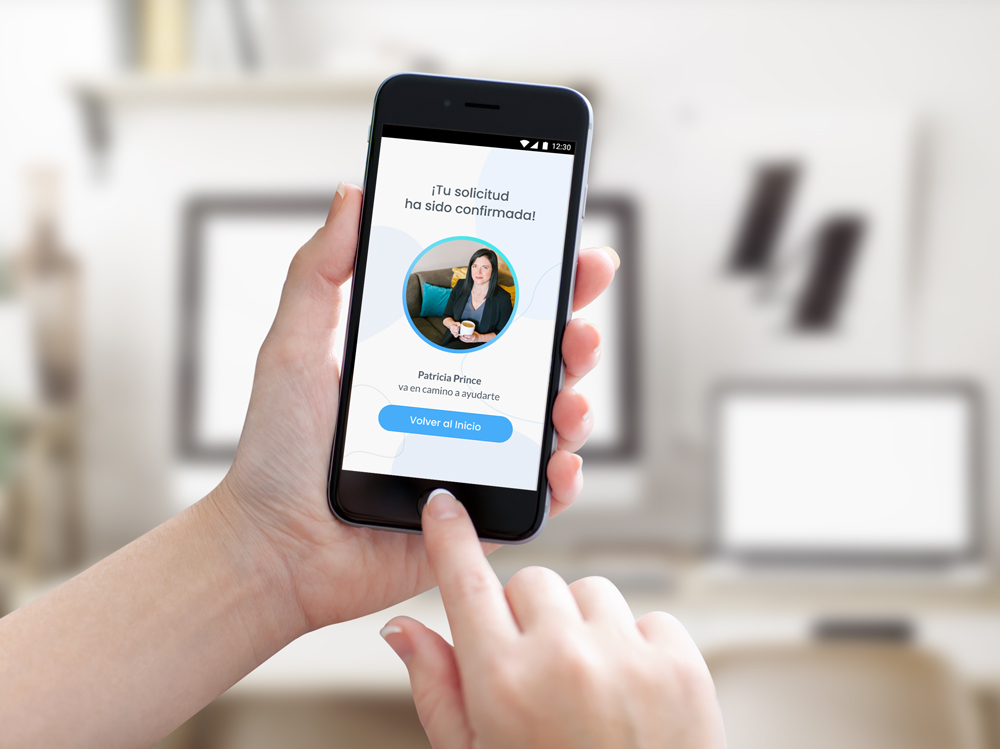 12:30
¡Tu solicitud
ha sido confirmada!
Patricia Prince
va en camino a ayudarte
Volver al Inicio